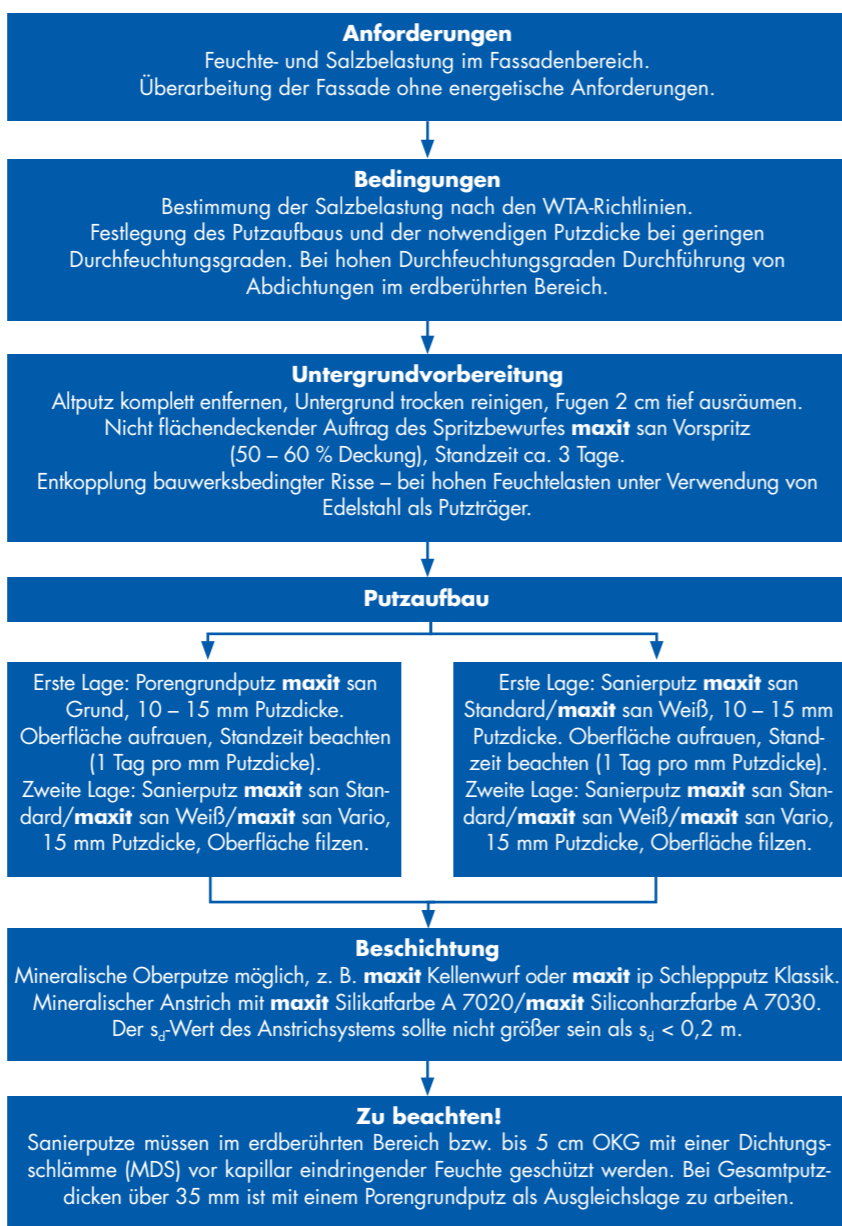 Anforderungen
Feuchte- und Salzbelastung im Fassadenbereich.
Überarbeitung der Fassade ohne energetische Anforderungen.
Bedingungen
Bestimmung der Salzbelastung nach den WTA-Richtlinien.
Festlegung des Putzaufbaus und der notwendigen Putzdicke bei geringen
Durchfeuchtungsgraden. Bei hohen Durchfeuchtungsgraden Durchführung von
Abdichtungen im erdberührten Bereich.
Untergrundvorbereitung
Altputz komplett entfernen, Untergrund trocken reinigen, Fugen 2 cm tief ausräumen.
Nicht flächendeckender Auftrag des Spritzbewurfes maxit san Vorspritz
(50 – 60 % Deckung), Standzeit ca. 3 Tage.
Entkopplung bauwerksbedingter Risse – bei hohen Feuchtelasten unter Verwendung von
Edelstahl als Putzträger.
Putzaufbau
Erste Lage: Porengrundputz maxit san
Grund, 10 – 15 mm Putzdicke.
Oberfläche aufrauen, Standzeit beachten
(1 Tag pro mm Putzdicke).
Zweite Lage: Sanierputz maxit san Stan-
dard/maxit san Weiß/maxit san Vario,
15 mm Putzdicke, Oberfläche filzen.
Erste Lage: Sanierputz maxit san
Standard/maxit san Weiß, 10 – 15 mm
Putzdicke. Oberfläche aufrauen, Stand-
zeit beachten (1 Tag pro mm Putzdicke).
Zweite Lage: Sanierputz maxit san Stan-
dard/maxit san Weiß/maxit san Vario,
15 mm Putzdicke, Oberfläche filzen.
Beschichtung
Mineralische Oberputze möglich, z. B. maxit Kellenwurf oder maxit ip Schleppputz Klassik.
Mineralischer Anstrich mit maxit Silikatfarbe A 7020/maxit Siliconharzfarbe A 7030.
Der sd-Wert des Anstrichsystems sollte nicht größer sein als sd < 0,2 m.
Zu beachten!
Sanierputze müssen im erdberührten Bereich bzw. bis 5 cm OKG mit einer Dichtungs-
schlämme (MDS) vor kapillar eindringender Feuchte geschützt werden. Bei Gesamtputz-
dicken über 35 mm ist mit einem Porengrundputz als Ausgleichslage zu arbeiten.